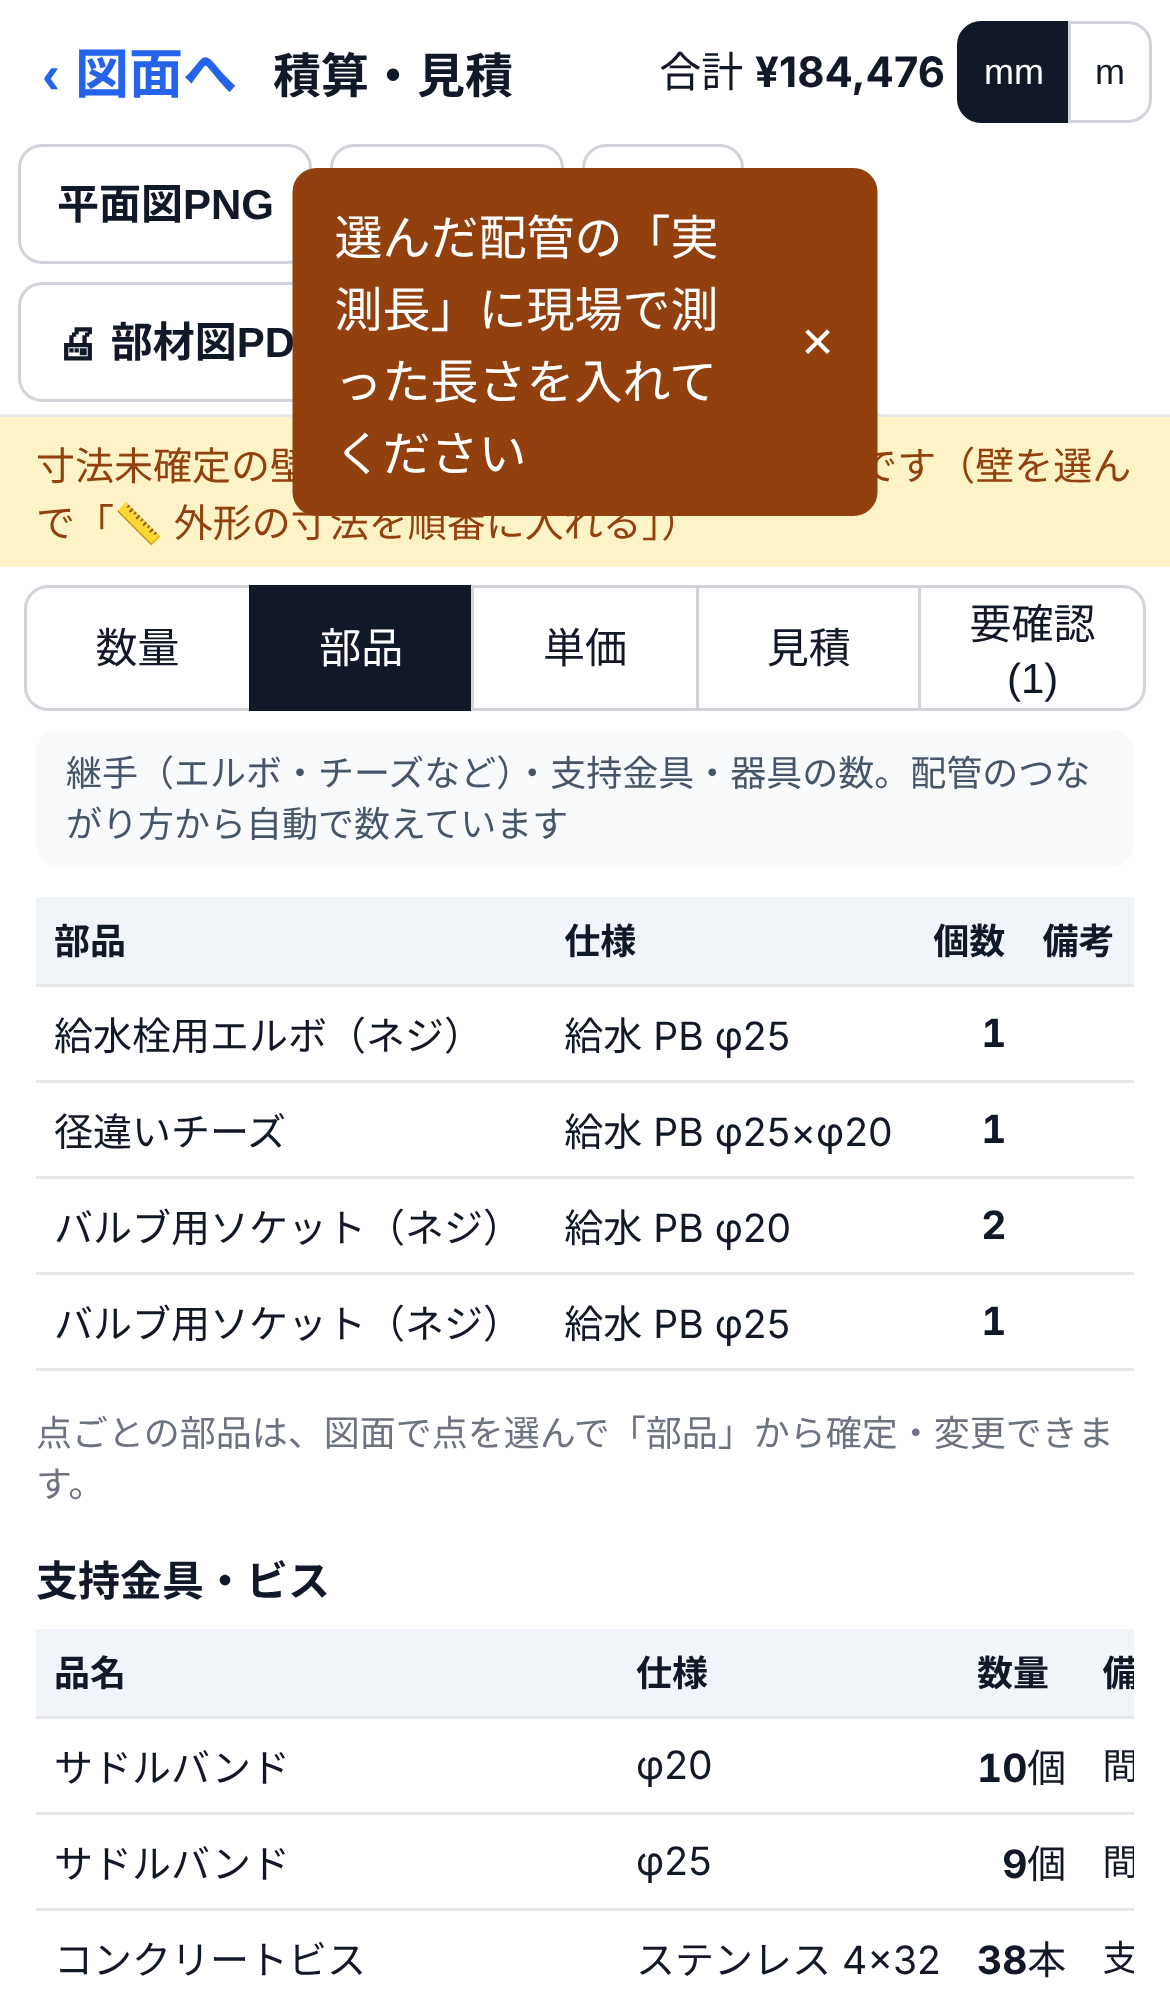 ‹ 図面へ 積算・見積 合計 ¥184,476 mm m
平面図PNG
部材図PD
選んだ配管の「実
測長」に現場で測
った長さを入れて
ください
×
寸法未確定の壁 です（壁を選ん
で「📏 外形の寸法を順番に入れる」）
数量 部品 単価 見積 要確認
(1)
継手（エルボ・チーズなど）・支持金具・器具の数。配管のつな
がり方から自動で数えています
部品 仕様 個数 備考
給水栓用エルボ（ネジ） 給水 PB φ25 1
径違いチーズ 給水 PB φ25×φ20 1
バルブ用ソケット（ネジ） 給水 PB φ20 2
バルブ用ソケット（ネジ） 給水 PB φ25 1
点ごとの部品は、図面で点を選んで「部品」から確定・変更できま
す。
支持金具・ビス
品名 仕様 数量 備
サドルバンド φ20 10個 間
サドルバンド φ25 9個 間
コンクリートビス ステンレス 4×32 38本 支